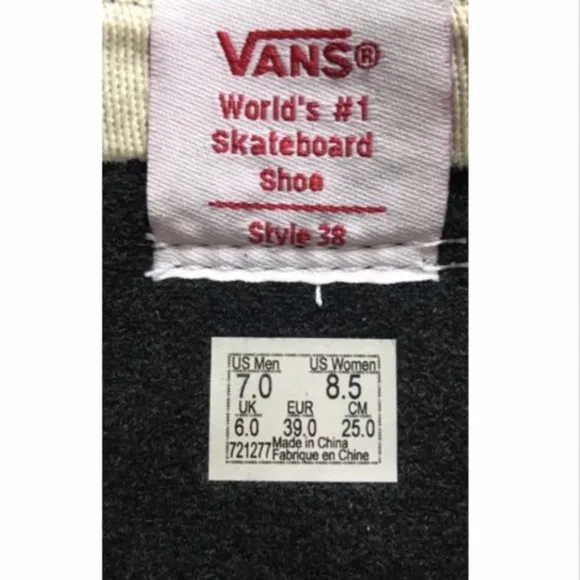 VANS®
World's #1
Skateboard
Shoe
Style 38
US Men US Women
7.0 8.5
UK EUR CM
6.0 39.0 25.0
721277 Made in China
Fabrique en Chine